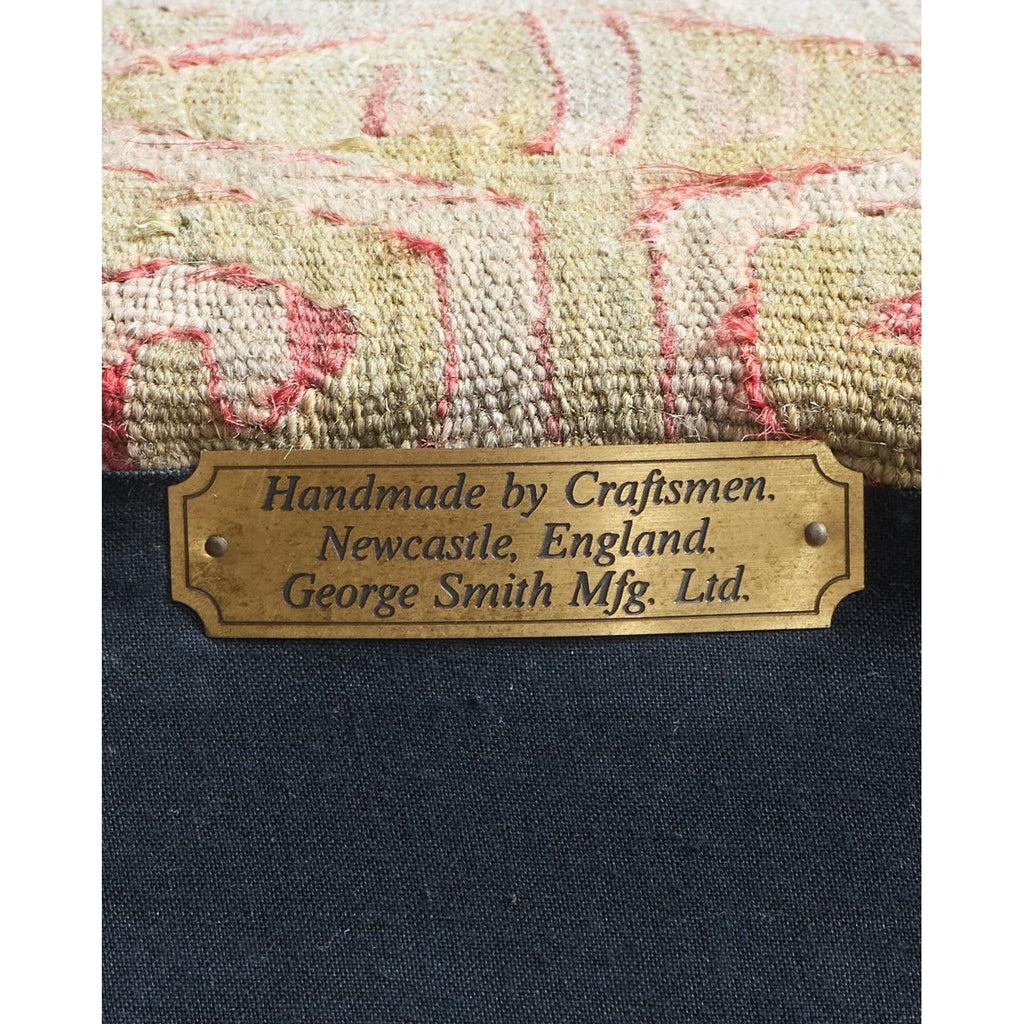 Handmade by Craftsmen.
Newcastle, England.
George Smith Mfg. Ltd.